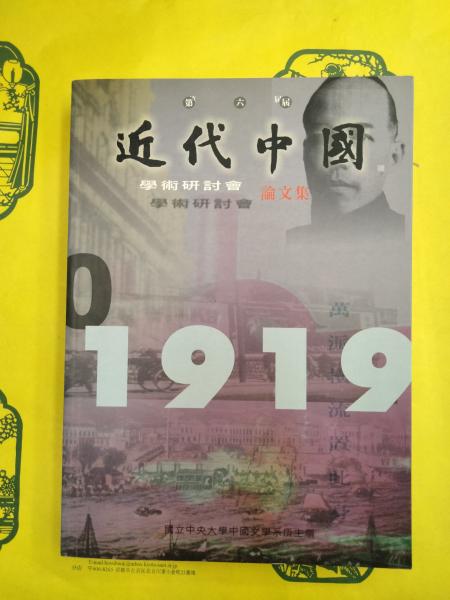 第六屆
近代中國
學術研討會
學術研討會
論文集
0
1919
國立中央大學中國文學系所主編